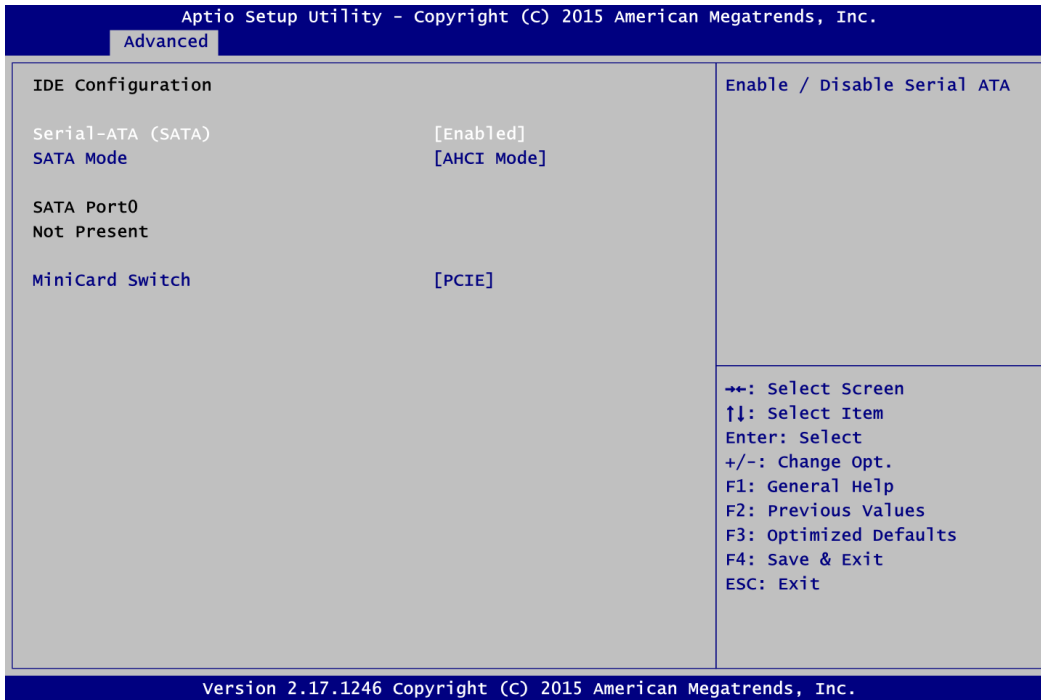 Aptio Setup Utility - Copyright (C) 2015 American Megatrends, Inc.
Advanced
IDE Configuration
Serial-ATA (SATA) [Enabled]
SATA Mode [AHCI Mode]
SATA Port0
Not Present
MiniCard Switch [PCIE]
Enable / Disable Serial ATA
→←: Select Screen
↑↓: Select Item
Enter: Select
+/-: Change Opt.
F1: General Help
F2: Previous Values
F3: Optimized Defaults
F4: Save & Exit
ESC: Exit
Version 2.17.1246 Copyright (C) 2015 American Megatrends, Inc.